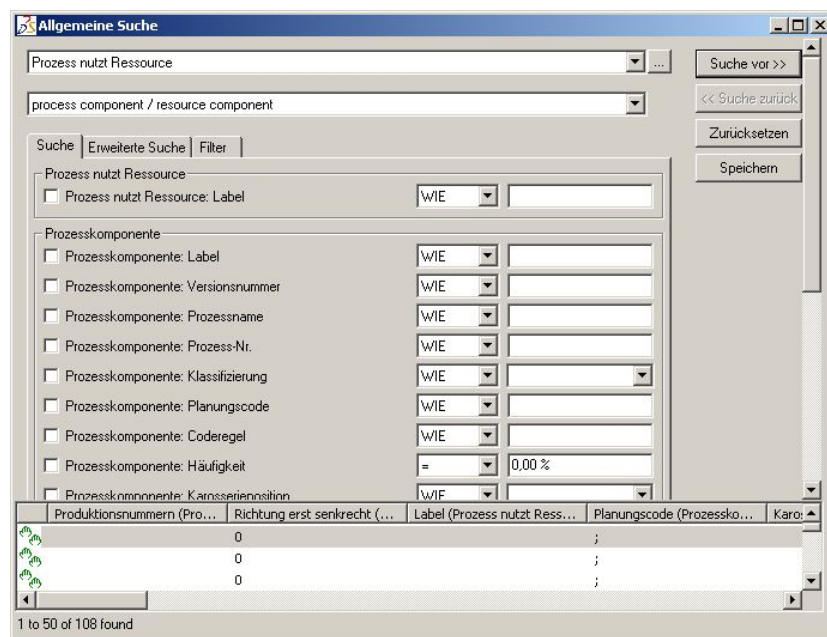 Allgemeine Suche
Prozess nutzt Ressource
...
Suche vor >>
process component / resource component
<< Suche zurück
Zurücksetzen
Speichern
Suche Erweiterte Suche Filter
Prozess nutzt Ressource
Prozess nutzt Ressource: Label WIE
Prozesskomponente
Prozesskomponente: Label WIE
Prozesskomponente: Versionsnummer WIE
Prozesskomponente: Prozessname WIE
Prozesskomponente: Prozess-Nr. WIE
Prozesskomponente: Klassifizierung WIE
Prozesskomponente: Planungscode WIE
Prozesskomponente: Coderegel WIE
Prozesskomponente: Häufigkeit = 0,00 %
Prozesskomponente: Karosserieposition WIE
Produktionsnummern (Pro... Richtung erst senkrecht (... Label (Prozess nutzt Ress... Planungscode (Prozessko... Karos
0 ;
0 ;
0 ;
1 to 50 of 108 found